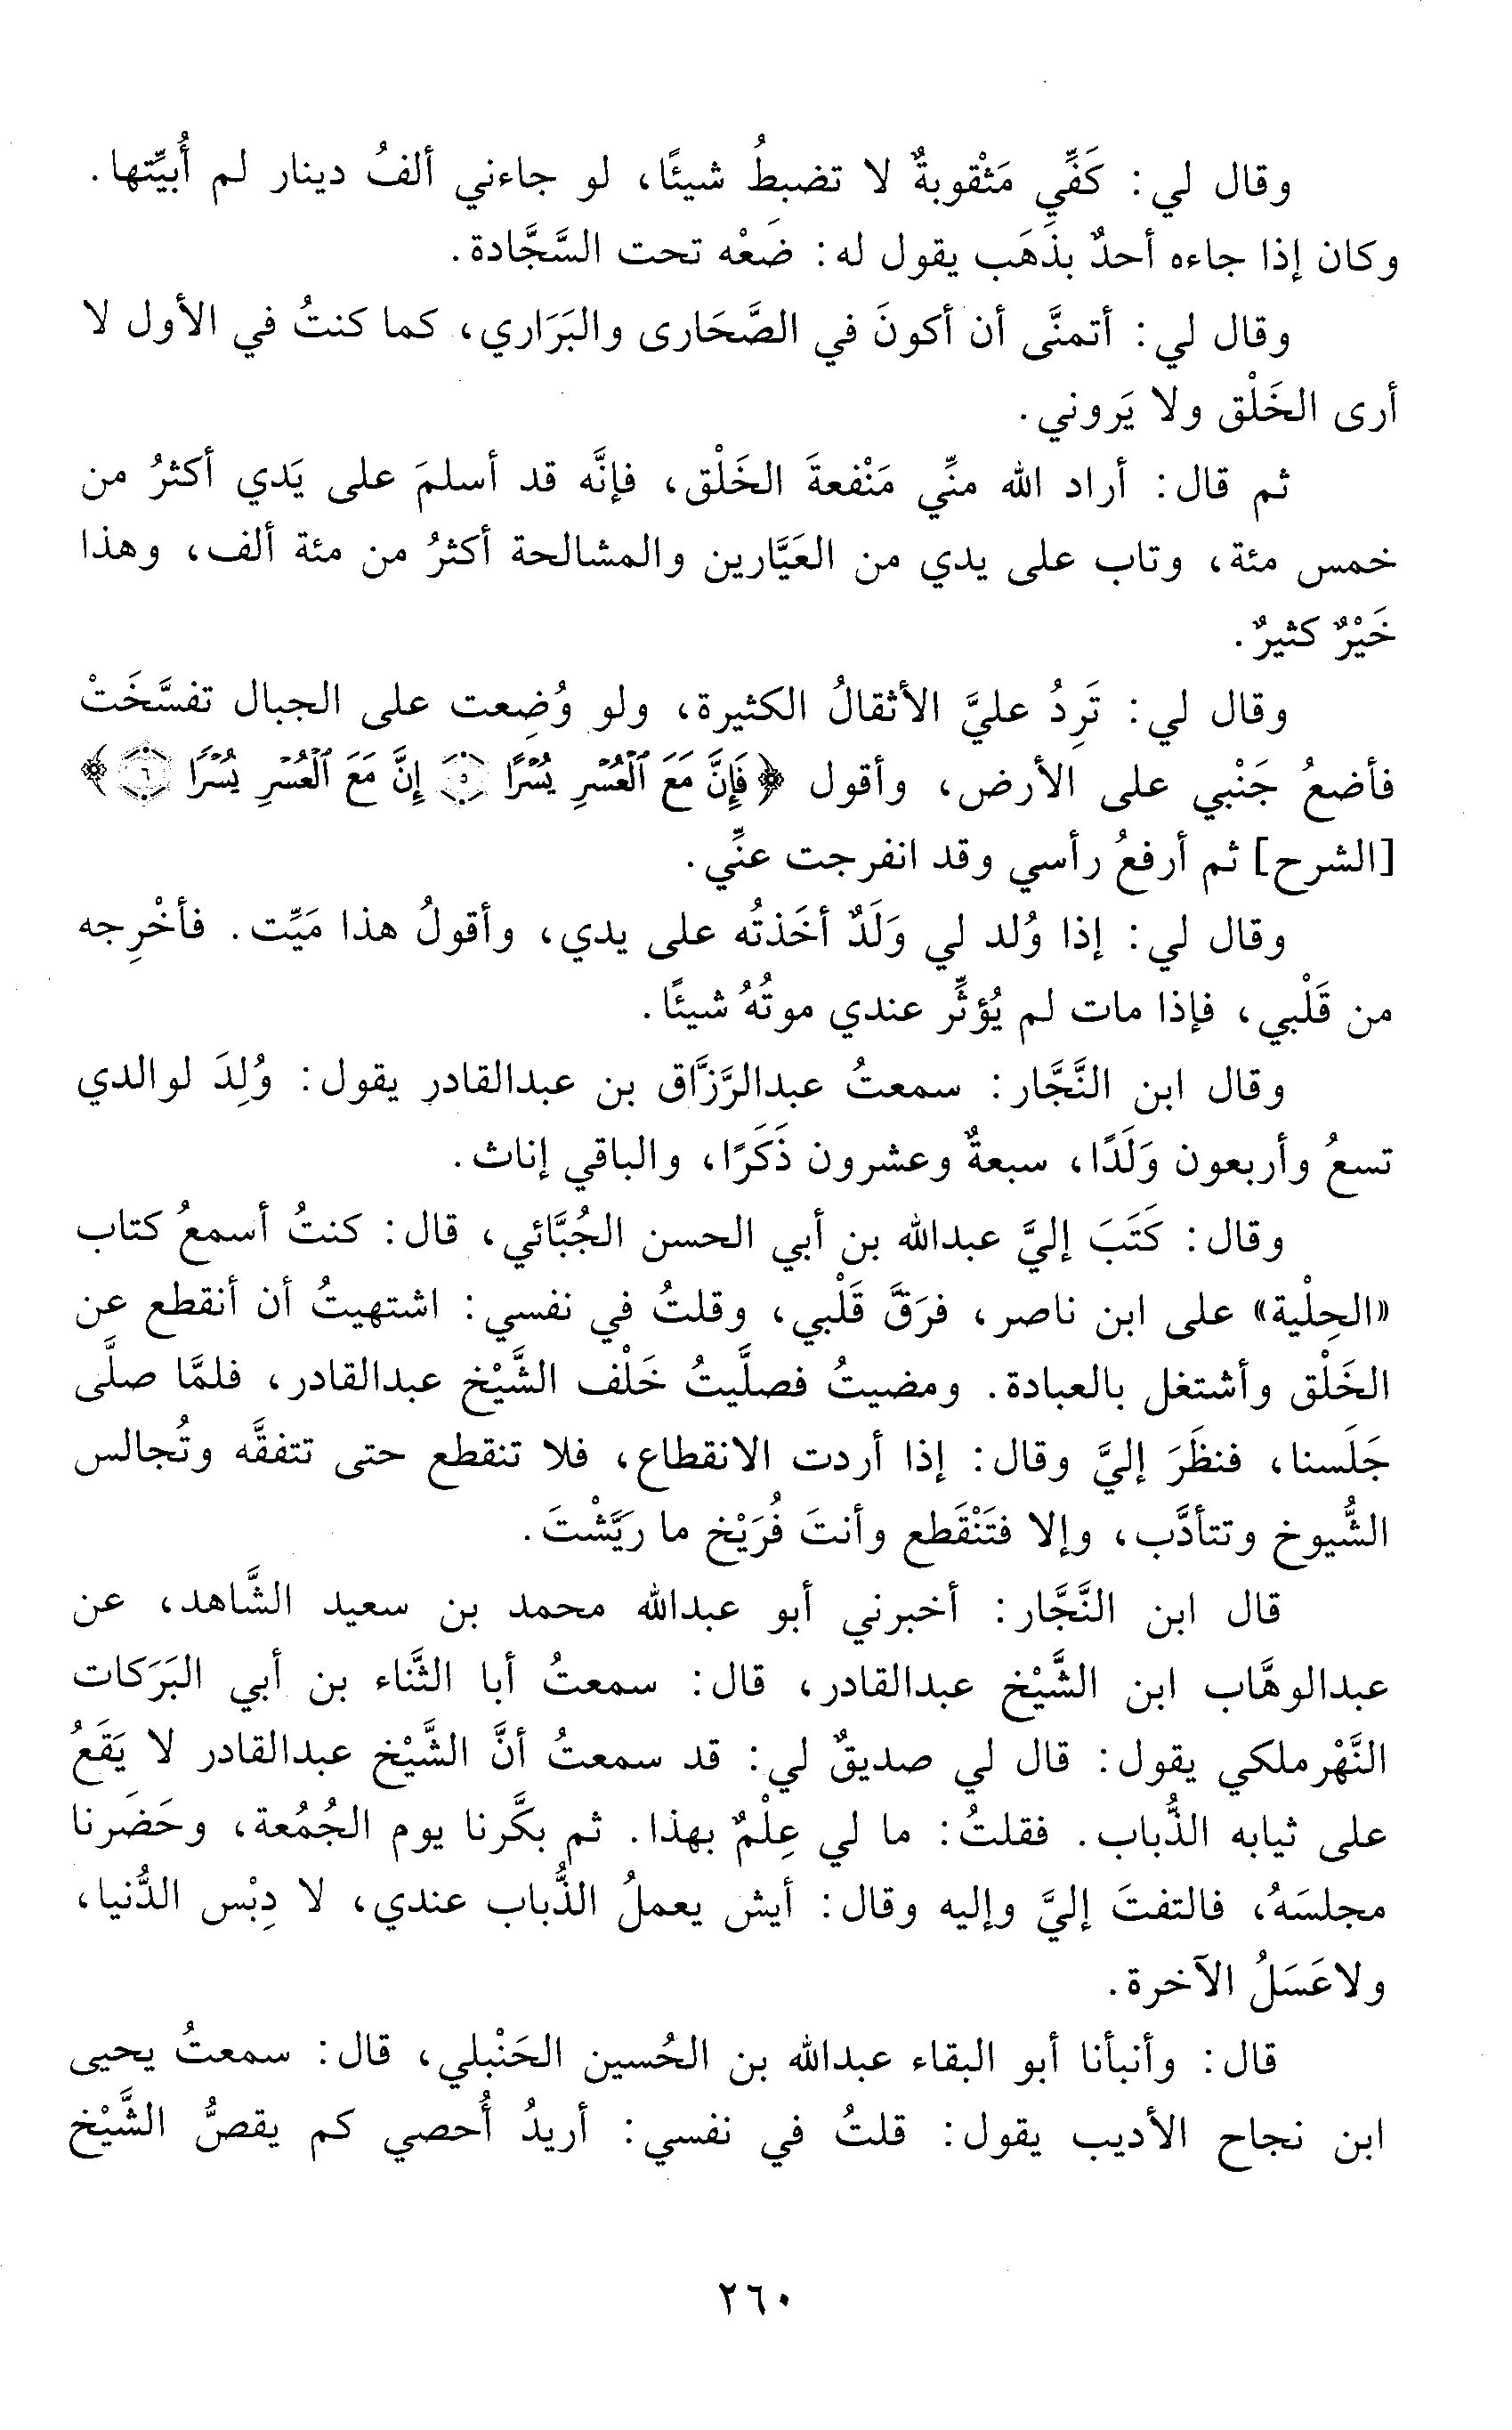 وقال لي: كَفِّي مَثْقوبةٌ لا تضبطُ شيئًا، لو جاءني ألفُ دينار لم أُبيِّتها.
وكان إذا جاءه أحدٌ بذَهَب يقول له: ضَعْه تحت السَّجَّادة.
وقال لي: أتمنَّى أن أكونَ في الصَّحَارى والبَرَاري، كما كنتُ في الأول لا
أرى الخَلْق ولا يَروني.
ثم قال: أراد الله منِّي مَنْفعةَ الخَلْق، فإنَّه قد أسلمَ على يَدي أكثرُ من
خمس مئة، وتاب على يدي من العَيَّارين والمشالحة أكثرُ من مئة ألف، وهذا
خَيْرٌ كثيرٌ.
وقال لي: تَرِدُ عليَّ الأثقالُ الكثيرة، ولو وُضِعت على الجبال تفسَّخَتْ
فأضعُ جَنْبي على الأرض، وأقول ﴿فَإِنَّ مَعَ ٱلْعُسْرِ يُسْرًا ۝٥ إِنَّ مَعَ ٱلْعُسْرِ يُسْرًا ۝٦﴾
[الشرح] ثم أرفعُ رأسي وقد انفرجت عنِّي.
وقال لي: إذا وُلد لي وَلَدٌ أخَذتُه على يدي، وأقولُ هذا مَيِّت. فأخْرِجه
من قَلْبي، فإذا مات لم يُؤثِّر عندي موتُهُ شيئًا.
وقال ابن النَّجَّار: سمعتُ عبدالرَّزَّاق بن عبدالقادر يقول: وُلِدَ لوالدي
تسعُ وأربعون وَلَدًا، سبعةٌ وعشرون ذَكَرًا، والباقي إناث.
وقال: كَتَبَ إليَّ عبدالله بن أبي الحسن الجُبَّائي، قال: كنتُ أسمعُ كتاب
«الحِلْية» على ابن ناصر، فرَقَّ قَلْبي، وقلتُ في نفسي: اشتهيتُ أن أنقطع عن
الخَلْق وأشتغل بالعبادة. ومضيتُ فصلَّيتُ خَلْف الشَّيْخ عبدالقادر، فلمَّا صلَّى
جَلَسنا، فنظَرَ إليَّ وقال: إذا أردت الانقطاع، فلا تنقطع حتى تتفقَّه وتُجالس
الشُّيوخ وتتأدَّب، وإلا فتَنْقَطع وأنتَ فُرَيْخ ما ريَّشْتَ.
قال ابن النَّجَّار: أخبرني أبو عبدالله محمد بن سعيد الشَّاهد، عن
عبدالوهَّاب ابن الشَّيْخ عبدالقادر، قال: سمعتُ أبا الثَّناء بن أبي البَرَكات
النَّهْرملكي يقول: قال لي صديقٌ لي: قد سمعتُ أنَّ الشَّيْخ عبدالقادر لا يَقَعُ
على ثيابه الذُّباب. فقلتُ: ما لي عِلْمٌ بهذا. ثم بكَّرنا يوم الجُمُعة، وحَضَرنا
مجلسَهُ، فالتفتَ إليَّ وإليه وقال: أيش يعملُ الذُّباب عندي، لا دِبْس الدُّنيا،
ولاعَسَلُ الآخرة.
قال: وأنبأنا أبو البقاء عبدالله بن الحُسين الحَنْبلي، قال: سمعتُ يحيى
ابن نجاح الأديب يقول: قلتُ في نفسي: أريدُ أُحصي كم يقصُّ الشَّيْخ
٢٦٠